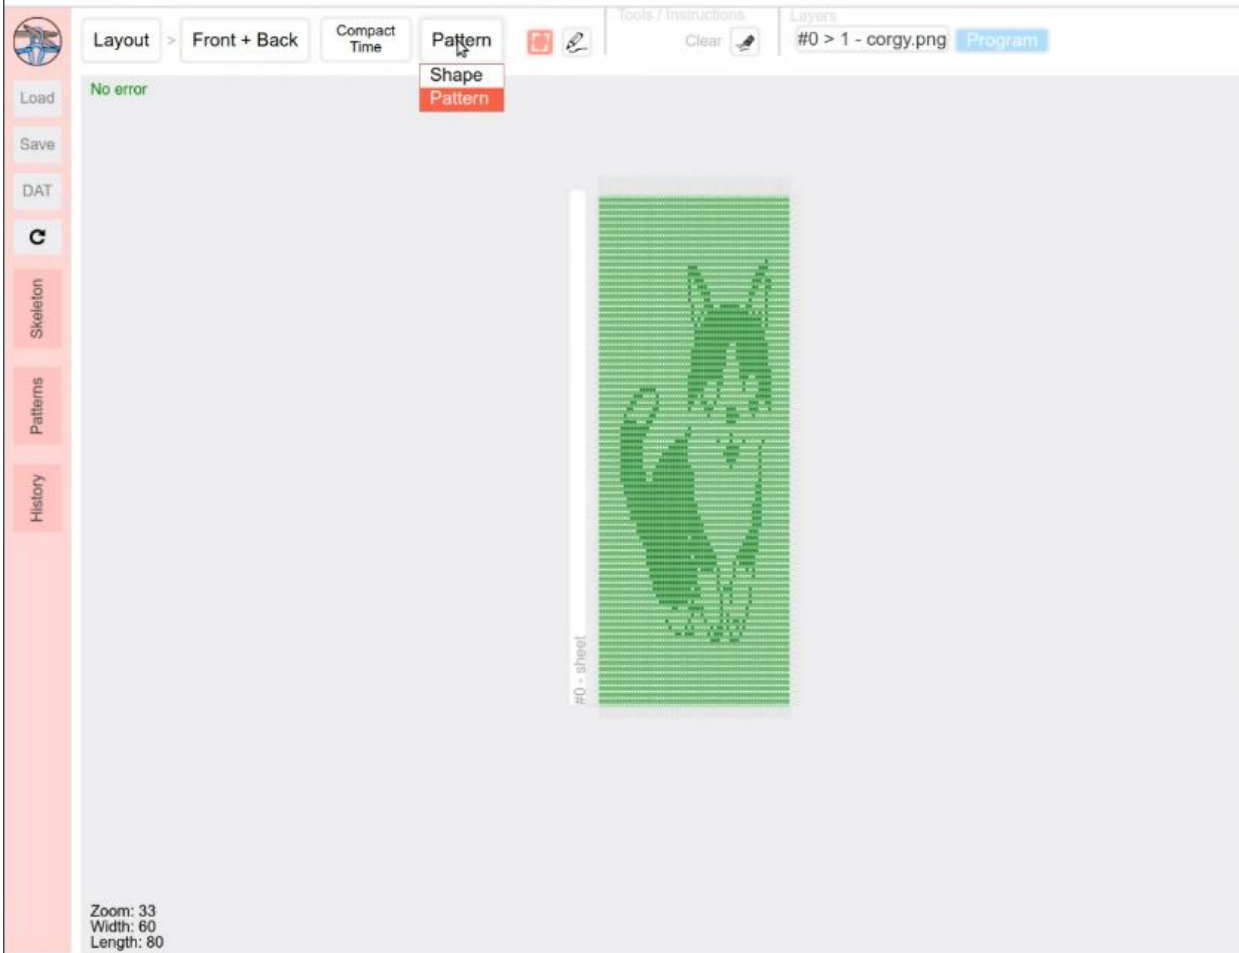 Tools / Instructions
Layers
Layout > Front + Back
Compact
Time
Pattern
Clear
#0 > 1 - corgy.png
Program
Shape
Pattern
Load
Save
DAT
Skeleton
Patterns
History
No error
#0 - sheet
Zoom: 33
Width: 60
Length: 80